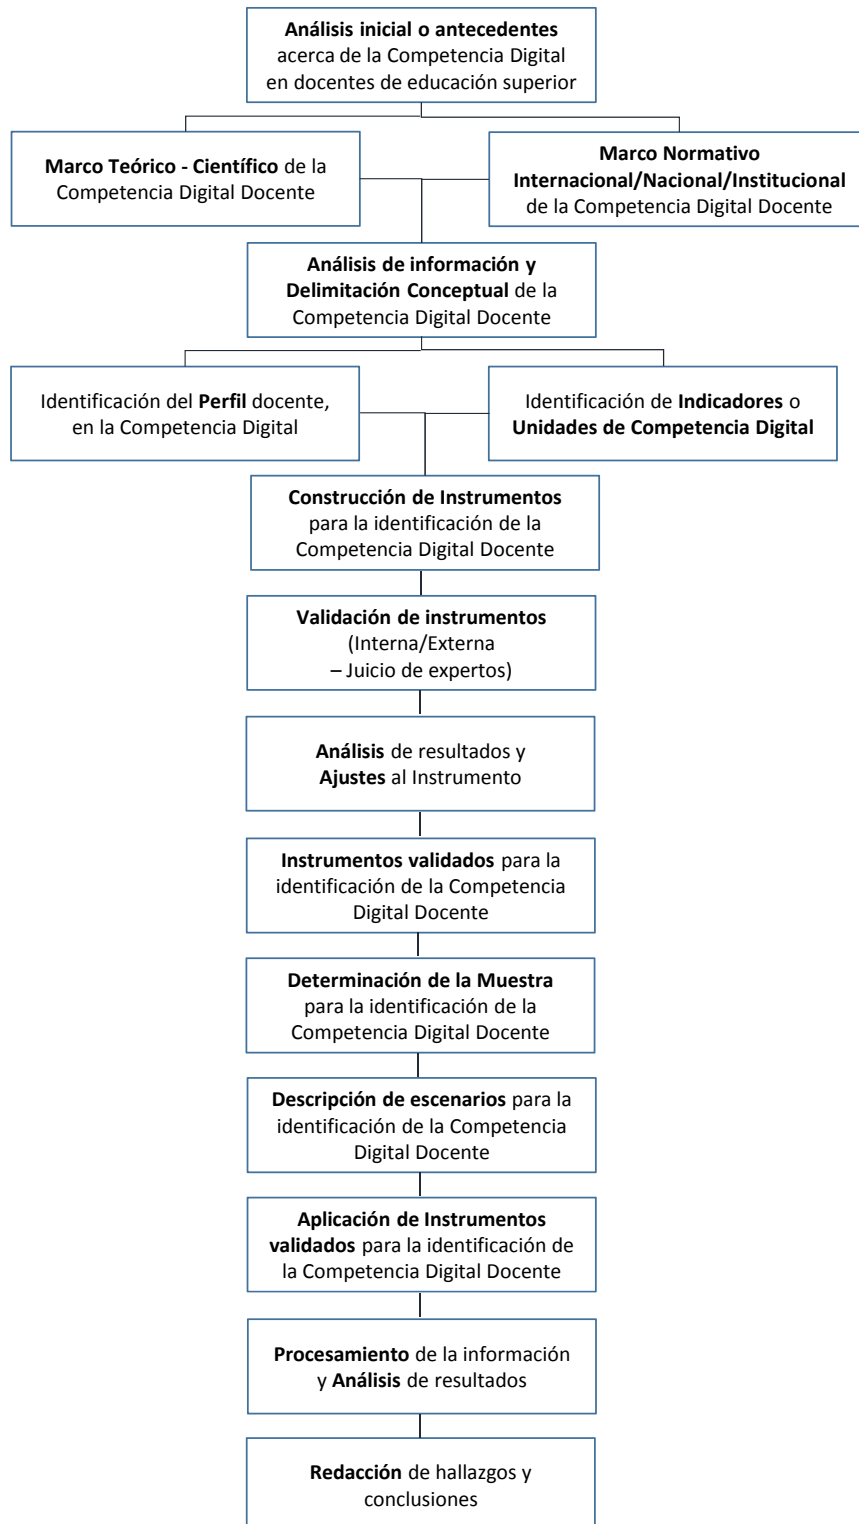 Análisis inicial o antecedentes
acerca de la Competencia Digital
en docentes de educación superior
Marco Teórico - Científico de la
Competencia Digital Docente
Marco Normativo
Internacional/Nacional/Institucional
de la Competencia Digital Docente
Análisis de información y
Delimitación Conceptual de la
Competencia Digital Docente
Identificación del Perfil docente,
en la Competencia Digital
Identificación de Indicadores o
Unidades de Competencia Digital
Construcción de Instrumentos
para la identificación de la
Competencia Digital Docente
Validación de instrumentos
(Interna/Externa
– Juicio de expertos)
Análisis de resultados y
Ajustes al Instrumento
Instrumentos validados para la
identificación de la Competencia
Digital Docente
Determinación de la Muestra
para la identificación de la
Competencia Digital Docente
Descripción de escenarios para la
identificación de la Competencia
Digital Docente
Aplicación de Instrumentos
validados para la identificación de
la Competencia Digital Docente
Procesamiento de la información
y Análisis de resultados
Redacción de hallazgos y
conclusiones